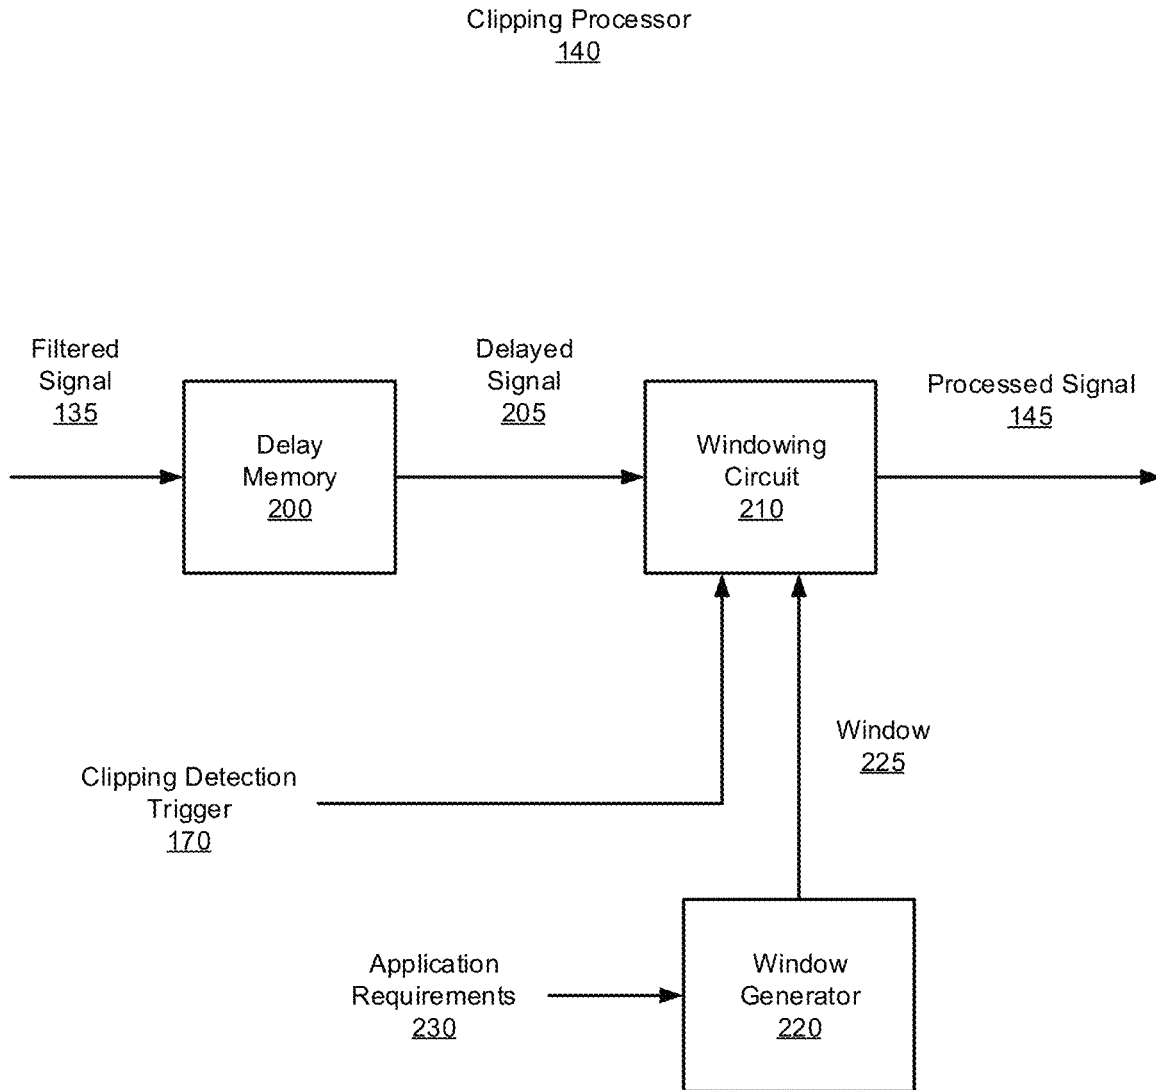 Clipping Processor
140
Filtered
Signal
135
Delay
Memory
200
Delayed
Signal
205
Windowing
Circuit
210
Processed Signal
145
Clipping Detection
Trigger
170
Window
225
Application
Requirements
230
Window
Generator
220